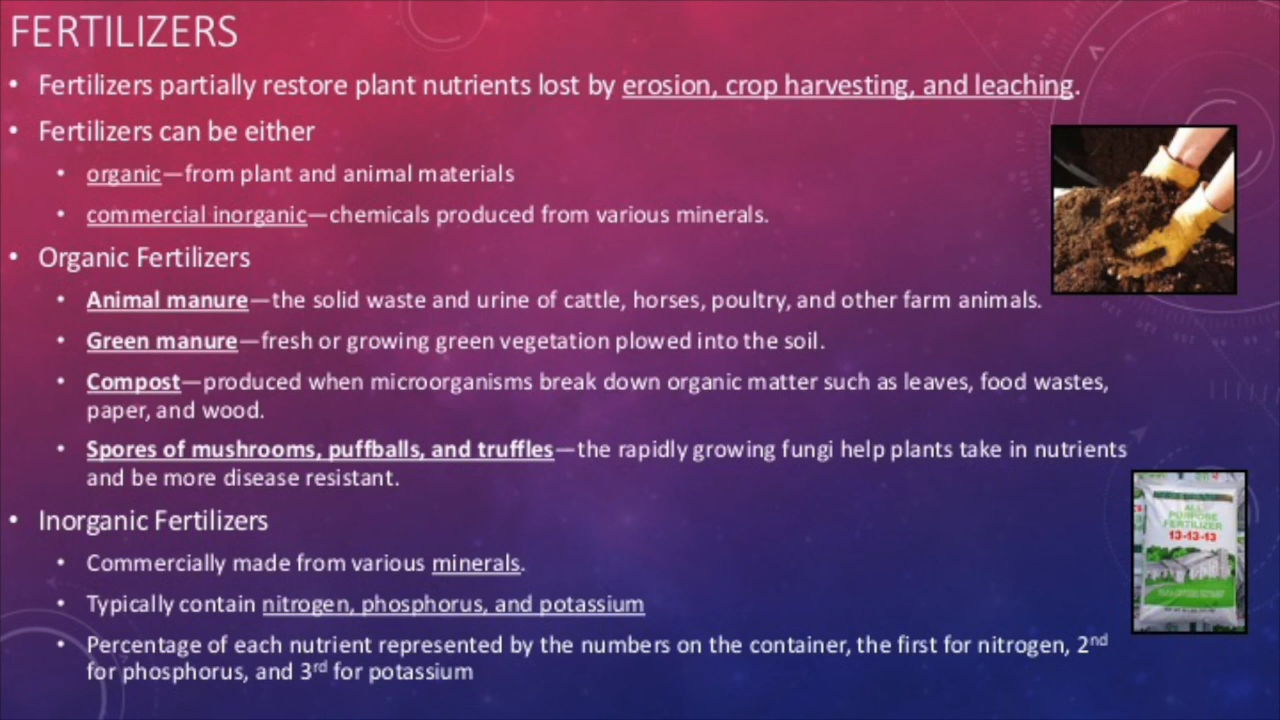 FERTILIZERS
• Fertilizers partially restore plant nutrients lost by erosion, crop harvesting, and leaching.
• Fertilizers can be either
• organic—from plant and animal materials
• commercial inorganic—chemicals produced from various minerals.
• Organic Fertilizers
• Animal manure—the solid waste and urine of cattle, horses, poultry, and other farm animals.
• Green manure—fresh or growing green vegetation plowed into the soil.
• Compost—produced when microorganisms break down organic matter such as leaves, food wastes,
paper, and wood.
• Spores of mushrooms, puffballs, and truffles—the rapidly growing fungi help plants take in nutrients
and be more disease resistant.
• Inorganic Fertilizers
• Commercially made from various minerals.
• Typically contain nitrogen, phosphorus, and potassium
• Percentage of each nutrient represented by the numbers on the container, the first for nitrogen, 2nd
for phosphorus, and 3rd for potassium
ALL
PURPOSE
FERTILIZER
13-13-13